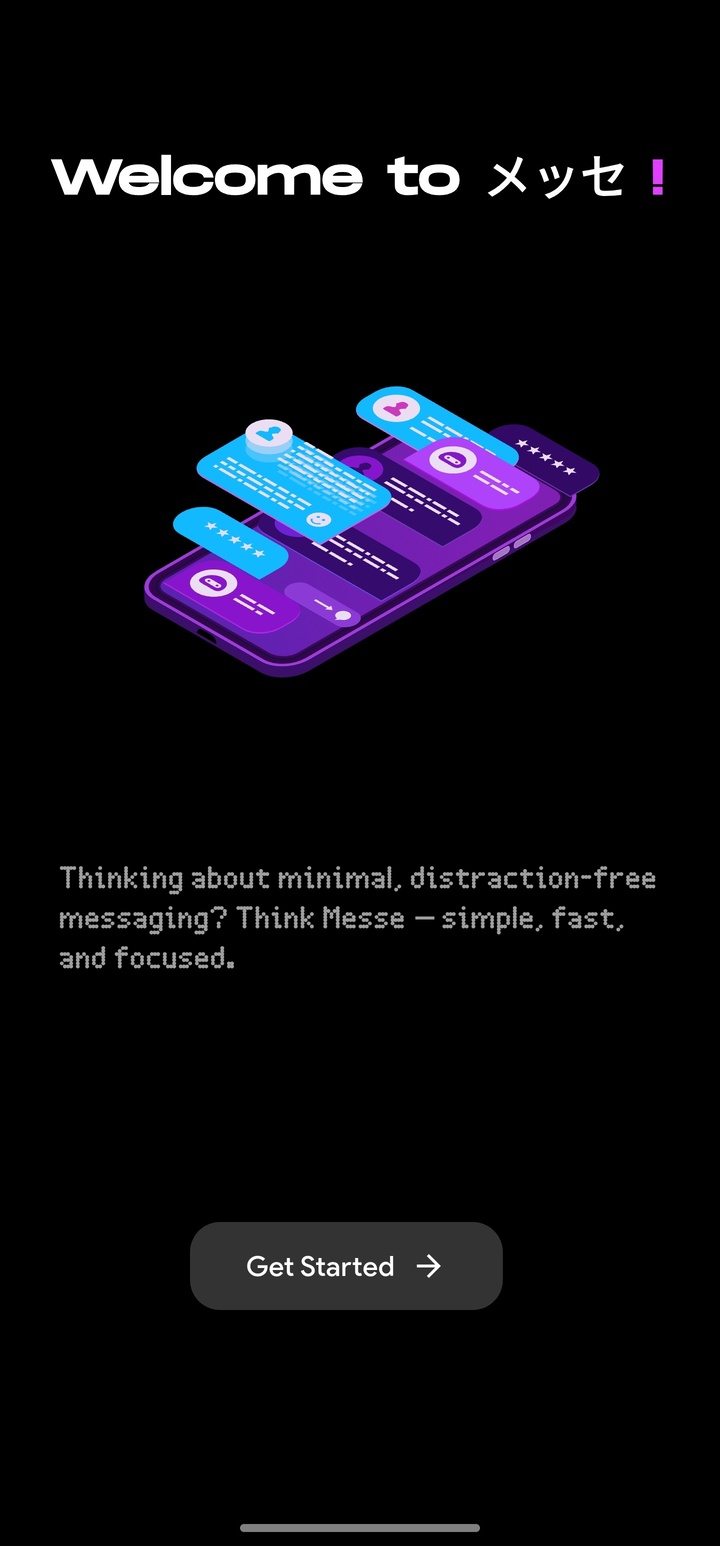 Welcome to メッセ !
Thinking about minimal, distraction-free
messaging? Think Messe — simple, fast,
and focused.
Get Started →